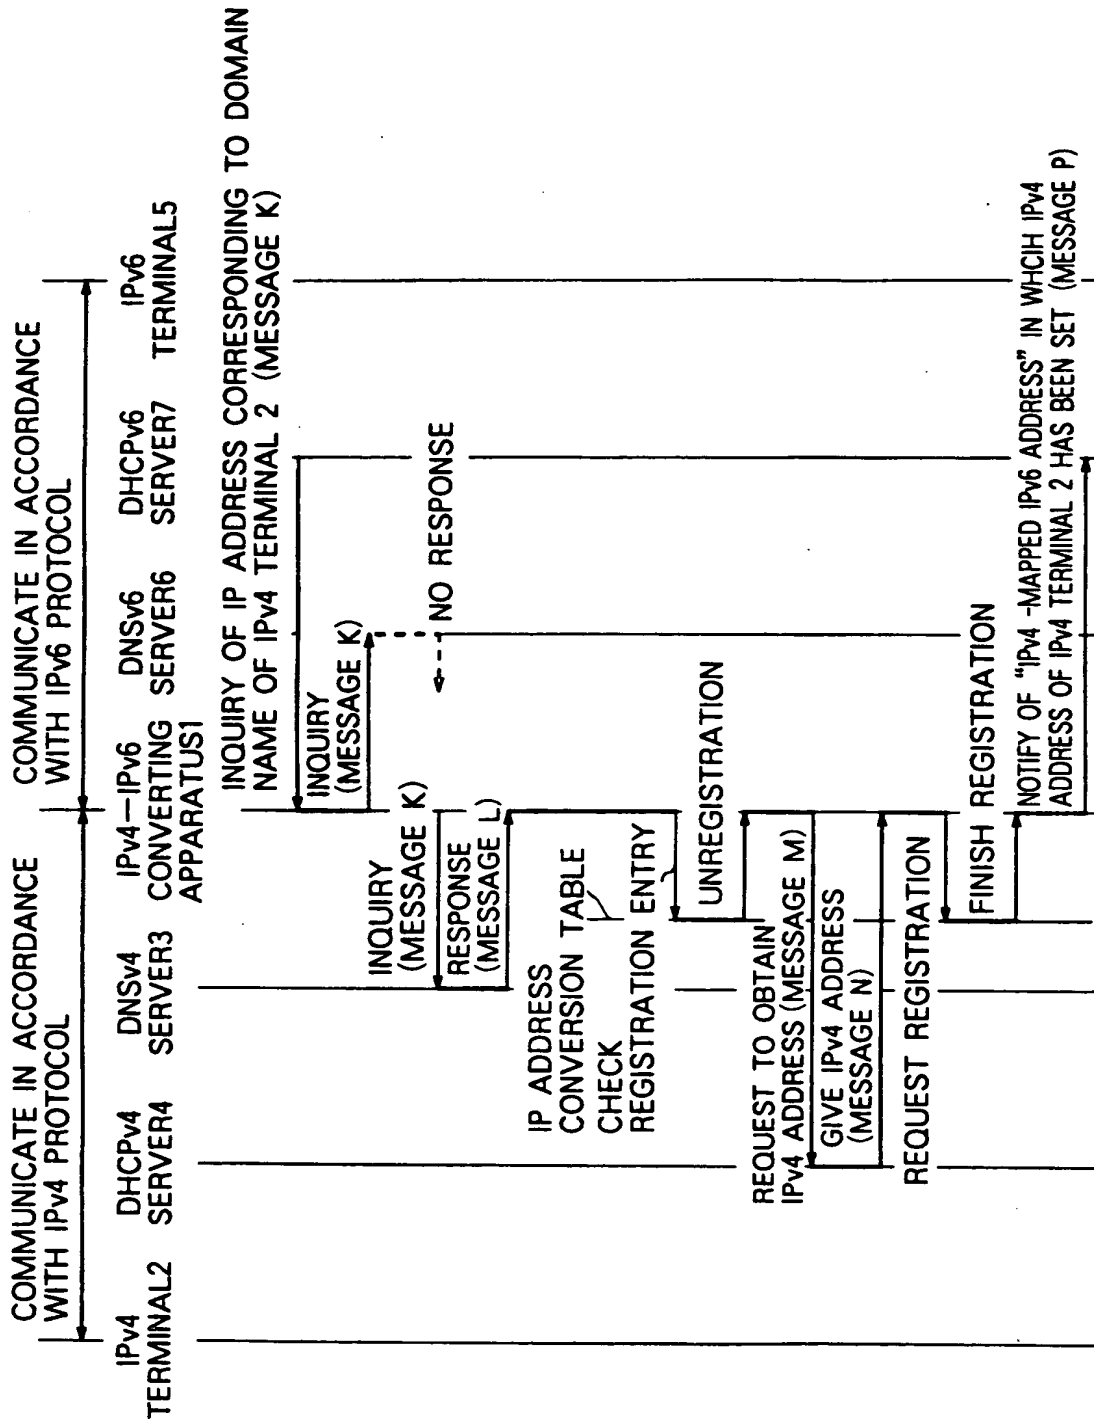 COMMUNICATE IN ACCORDANCE
WITH IPv4 PROTOCOL
COMMUNICATE IN ACCORDANCE
WITH IPv6 PROTOCOL
IPv4
TERMINAL2
DHCPv4
SERVER4
DNSv4
SERVER3
IPv4-IPv6
CONVERTING
APPARATUS1
DNSv6
SERVER6
DHCPv6
SERVER7
IPv6
TERMINAL5
INQUIRY OF IP ADDRESS CORRESPONDING TO DOMAIN
NAME OF IPv4 TERMINAL 2 (MESSAGE K)
INQUIRY
(MESSAGE K)
NO RESPONSE
INQUIRY
(MESSAGE K)
RESPONSE
(MESSAGE L)
IP ADDRESS
CONVERSION TABLE
CHECK
REGISTRATION ENTRY
UNREGISTRATION
REQUEST TO OBTAIN
IPv4 ADDRESS (MESSAGE M)
GIVE IPv4 ADDRESS
(MESSAGE N)
REQUEST REGISTRATION
FINISH REGISTRATION
NOTIFY OF "IPv4 -MAPPED IPv6 ADDRESS" IN WHCIH IPv4
ADDRESS OF IPv4 TERMINAL 2 HAS BEEN SET (MESSAGE P)